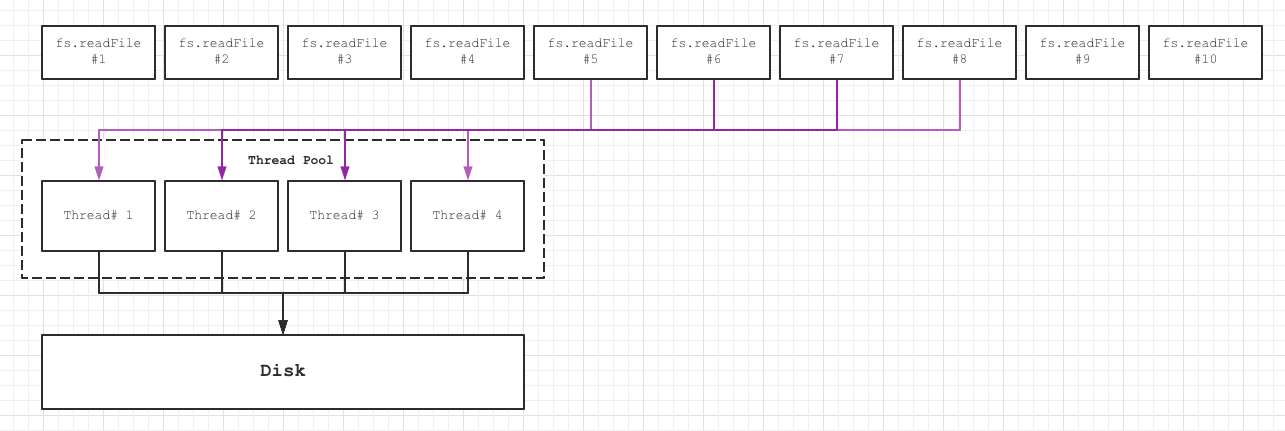 fs.readFile
#1
fs.readFile
#2
fs.readFile
#3
fs.readFile
#4
fs.readFile
#5
fs.readFile
#6
fs.readFile
#7
fs.readFile
#8
fs.readFile
#9
fs.readFile
#10
Thread Pool
Thread# 1
Thread# 2
Thread# 3
Thread# 4
Disk